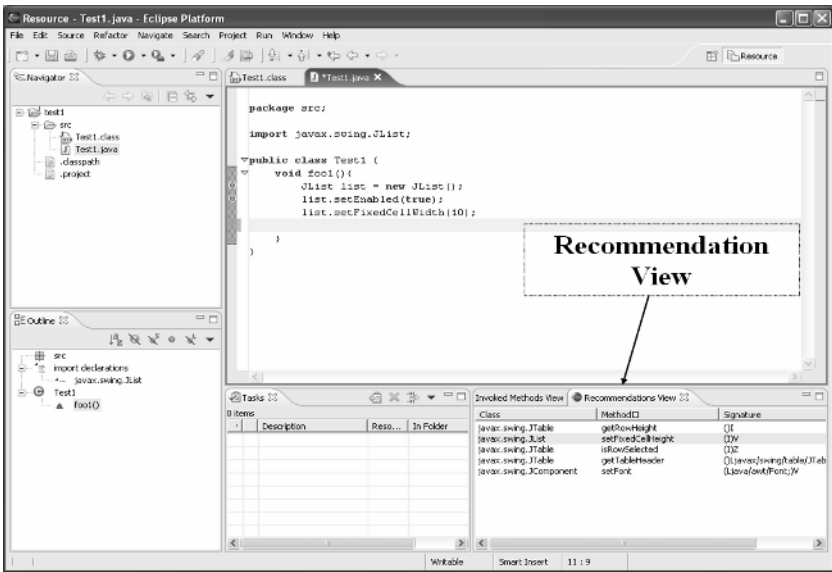 Resource - Test1.java - Eclipse Platform
File Edit Source Refactor Navigate Search Project Run Window Help
Resource
Navigator
test1
src
Test1.class
Test1.java
.classpath
.project
Test1.class
*Test1.java
package src;
import javax.swing.JList;
public class Test1 {
void foo1(){
JList list = new JList();
list.setEnabled(true);
list.setFixedCellWidth(10);
}
}
Recommendation
View
Outline
src
import declarations
javax.swing.JList
Test1
foo1()
Tasks
0 items
Description Reso... In Folder
Invoked Methods View Recommendations View
Class Method Signature
javax.swing.JTable getRowHeight ()I
javax.swing.JList setFixedCellHeight (I)V
javax.swing.JTable isRowSelected (I)Z
javax.swing.JTable getTableHeader ()Ljavax/swing/table/JTab
javax.swing.JComponent setFont (Ljava/awt/Font;)V
Writable Smart Insert 11 : 9